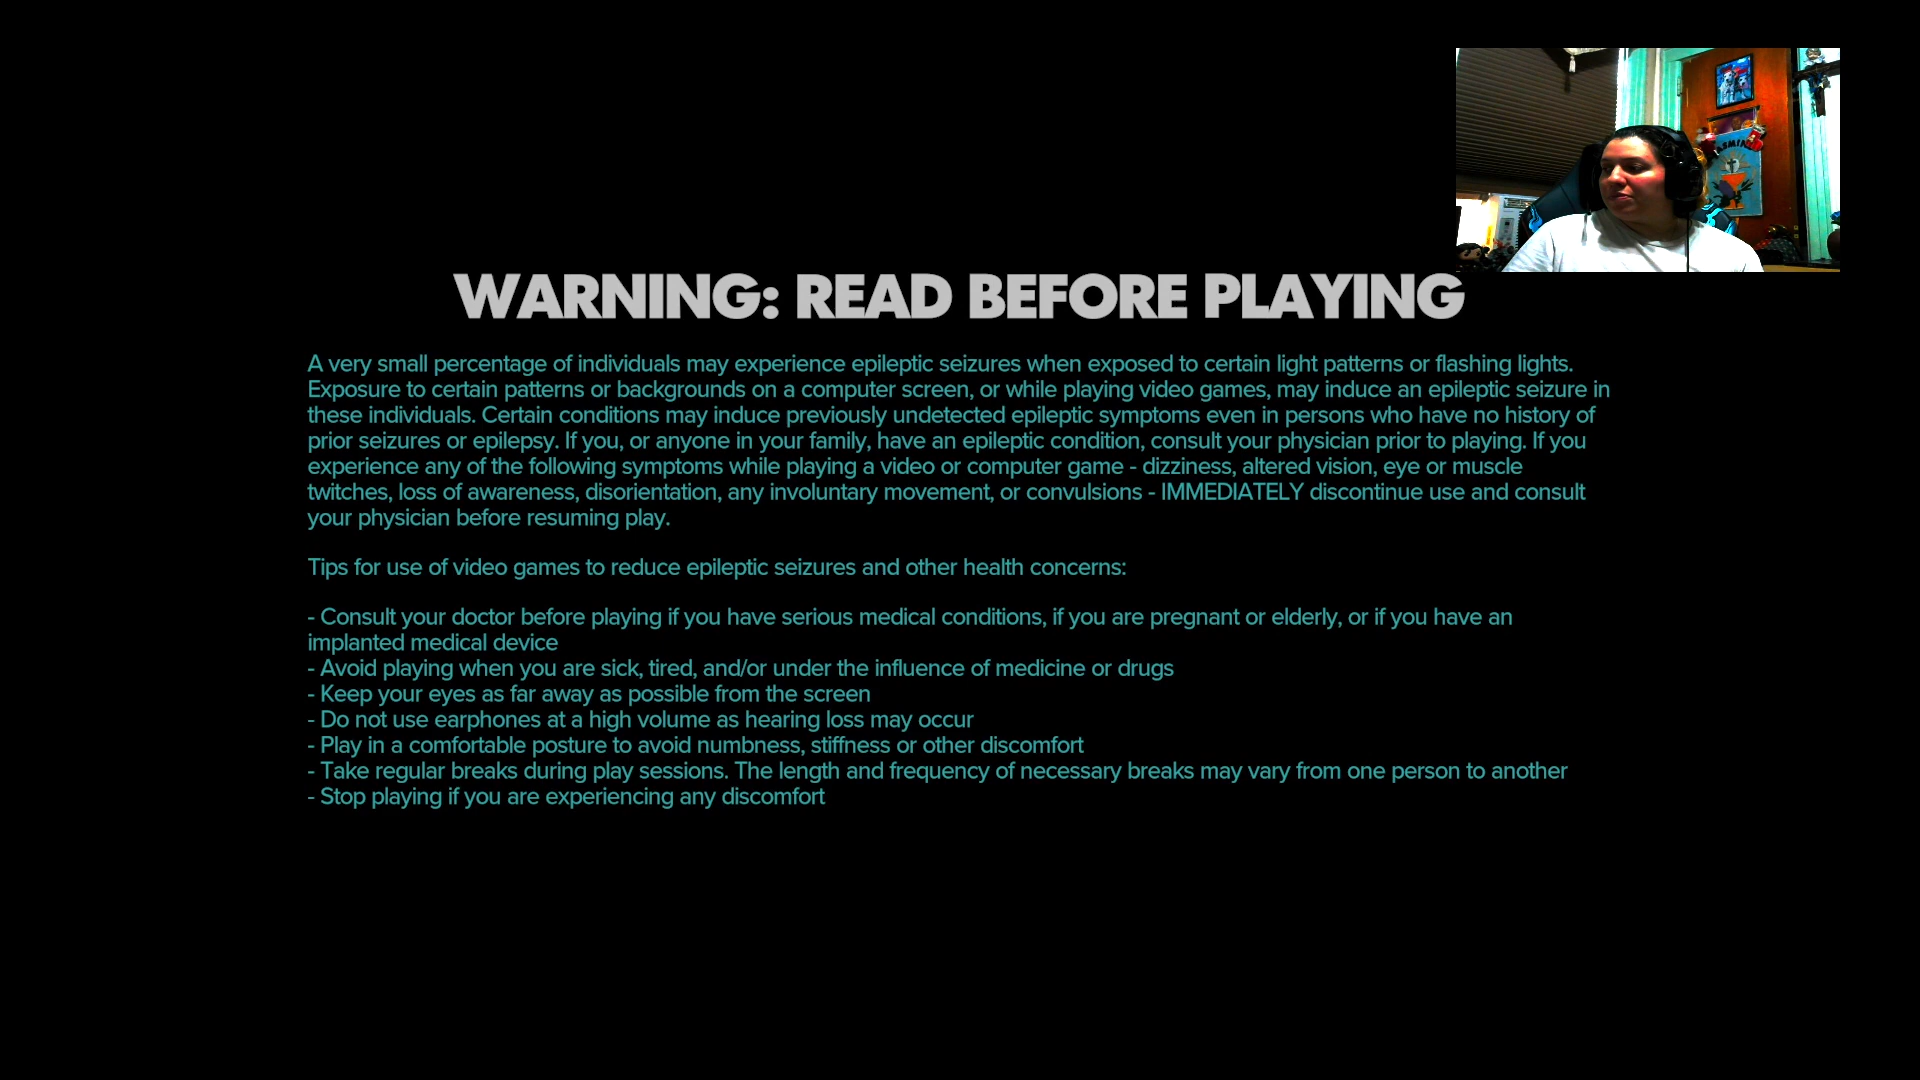 WARNING: READ BEFORE PLAYING
A very small percentage of individuals may experience epileptic seizures when exposed to certain light patterns or flashing lights.
Exposure to certain patterns or backgrounds on a computer screen, or while playing video games, may induce an epileptic seizure in
these individuals. Certain conditions may induce previously undetected epileptic symptoms even in persons who have no history of
prior seizures or epilepsy. If you, or anyone in your family, have an epileptic condition, consult your physician prior to playing. If you
experience any of the following symptoms while playing a video or computer game - dizziness, altered vision, eye or muscle
twitches, loss of awareness, disorientation, any involuntary movement, or convulsions - IMMEDIATELY discontinue use and consult
your physician before resuming play.
Tips for use of video games to reduce epileptic seizures and other health concerns:
- Consult your doctor before playing if you have serious medical conditions, if you are pregnant or elderly, or if you have an
implanted medical device
- Avoid playing when you are sick, tired, and/or under the influence of medicine or drugs
- Keep your eyes as far away as possible from the screen
- Do not use earphones at a high volume as hearing loss may occur
- Play in a comfortable posture to avoid numbness, stiffness or other discomfort
- Take regular breaks during play sessions. The length and frequency of necessary breaks may vary from one person to another
- Stop playing if you are experiencing any discomfort